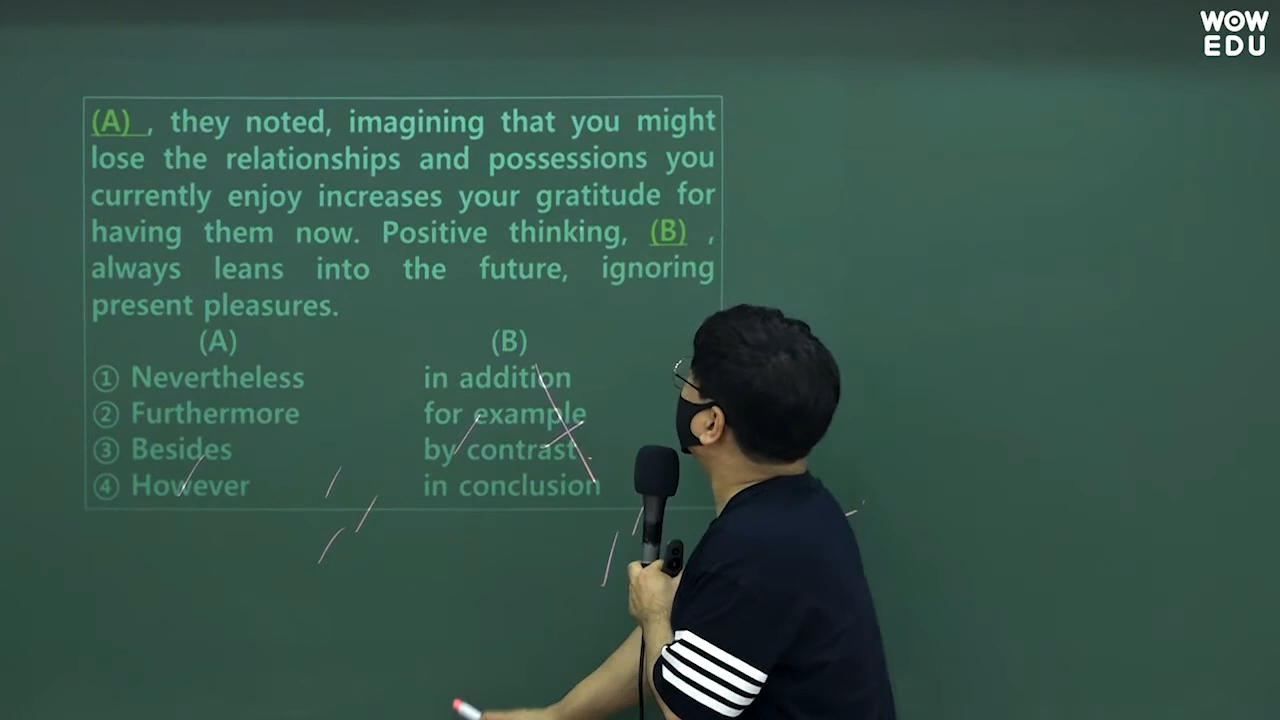 WOW
EDU
(A) , they noted, imagining that you might
lose the relationships and possessions you
currently enjoy increases your gratitude for
having them now. Positive thinking, (B) ,
always leans into the future, ignoring
present pleasures.
(A) (B)
① Nevertheless in addition
② Furthermore for example
③ Besides by contrast
④ However in conclusion